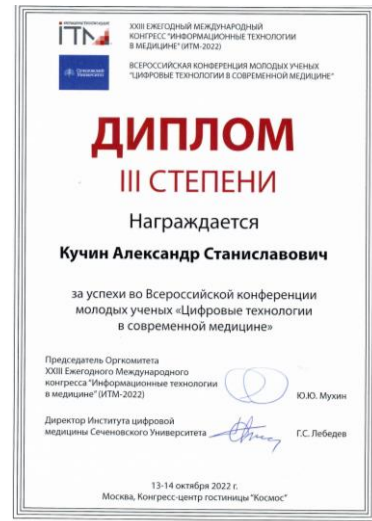 ITM
XXIII ЕЖЕГОДНЫЙ МЕЖДУНАРОДНЫЙ
КОНГРЕСС "ИНФОРМАЦИОННЫЕ ТЕХНОЛОГИИ
В МЕДИЦИНЕ" (ИТМ-2022)
Сеченовский
Университет
ВСЕРОССИЙСКАЯ КОНФЕРЕНЦИЯ МОЛОДЫХ УЧЕНЫХ
"ЦИФРОВЫЕ ТЕХНОЛОГИИ В СОВРЕМЕННОЙ МЕДИЦИНЕ"
ДИПЛОМ
III СТЕПЕНИ
Награждается
Кучин Александр Станиславович
за успехи во Всероссийской конференции
молодых ученых «Цифровые технологии
в современной медицине»
Председатель Оргкомитета
XXIII Ежегодного Международного
конгресса "Информационные технологии
в медицине" (ИТМ-2022)
Ю.Ю. Мухин
Директор Института цифровой
медицины Сеченовского Университета
Г.С. Лебедев
13-14 октября 2022 г.
Москва, Конгресс-центр гостиницы "Космос"